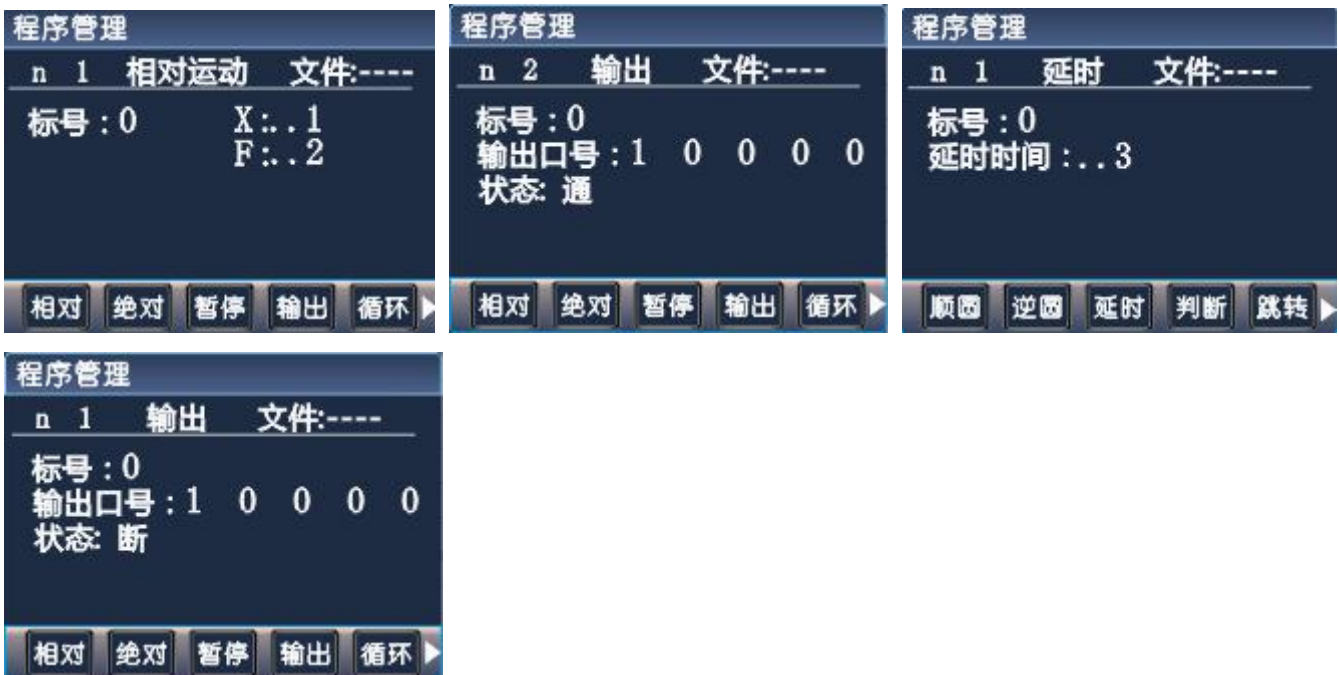 程序管理
n 1 相对运动 文件:----
标号:0 X:..1
F:..2
相对 绝对 暂停 输出 循环
程序管理
n 2 输出 文件:----
标号:0
输出口号:1 0 0 0 0
状态: 通
相对 绝对 暂停 输出 循环
程序管理
n 1 延时 文件:----
标号:0
延时时间:..3
顺圆 逆圆 延时 判断 跳转
程序管理
n 1 输出 文件:----
标号:0
输出口号:1 0 0 0 0
状态: 断
相对 绝对 暂停 输出 循环